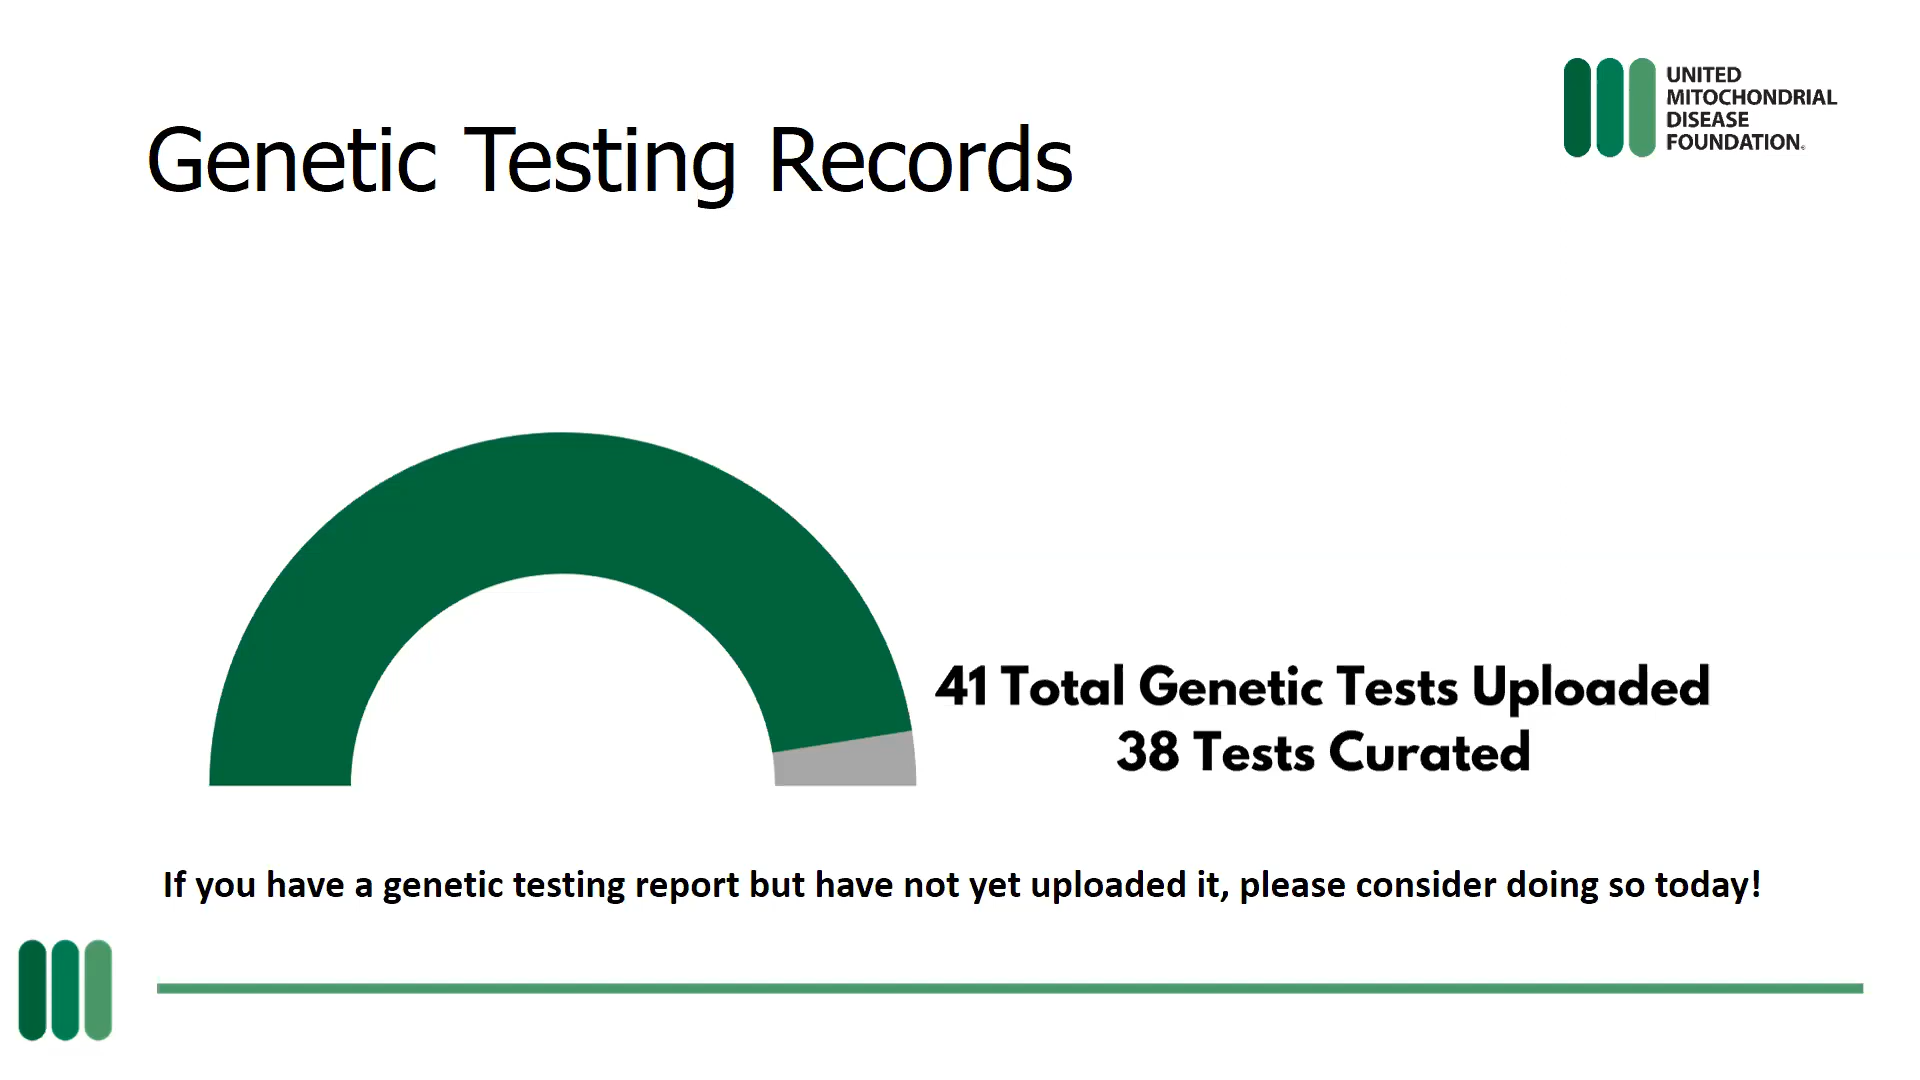 Genetic Testing Records
UNITED
MITOCHONDRIAL
DISEASE
FOUNDATION.
41 Total Genetic Tests Uploaded
38 Tests Curated
If you have a genetic testing report but have not yet uploaded it, please consider doing so today!